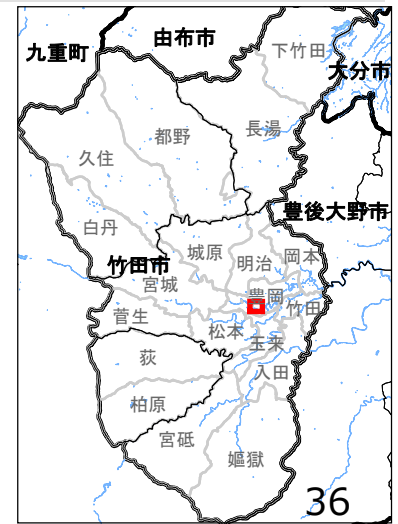 由布市
九重町
下竹田
大分市
都野
長湯
久住
豊後大野市
白丹
城原
岡本
明治
竹田市
宮城
豊岡
竹田
菅生
松本
玉来
荻
入田
柏原
宮砥
嫗獄
36